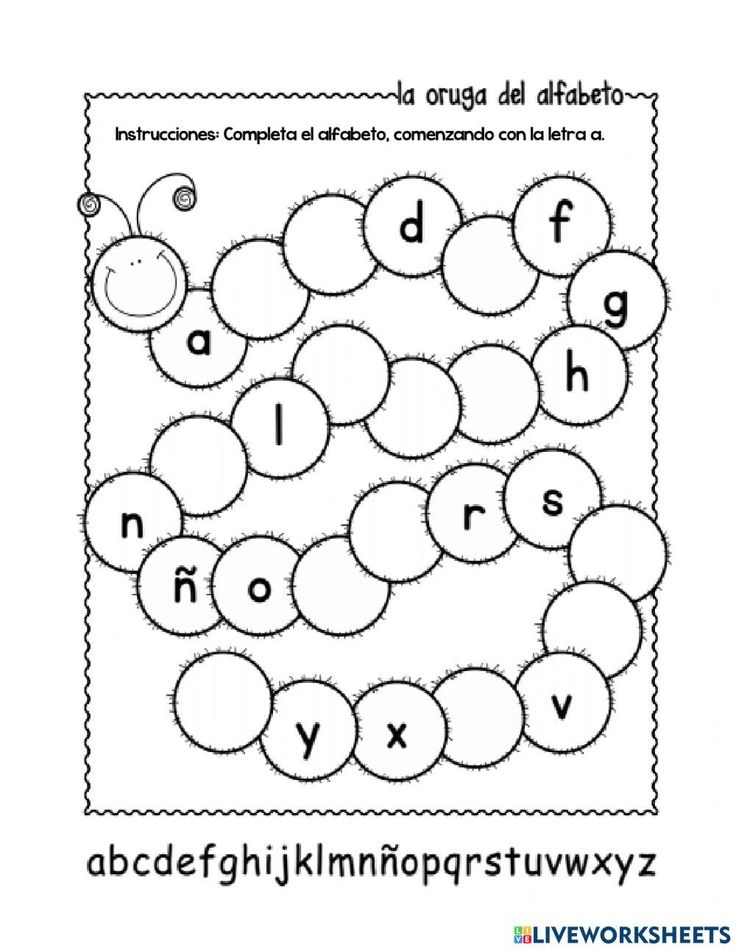 la oruga del alfabeto
Instrucciones: Completa el alfabeto, comenzando con la letra a.
a
d
f
g
h
l
n
ñ
o
r
s
v
x
y
abcdefghijklmnñopqrstuvwxyz
LIVEWORKSHEETS